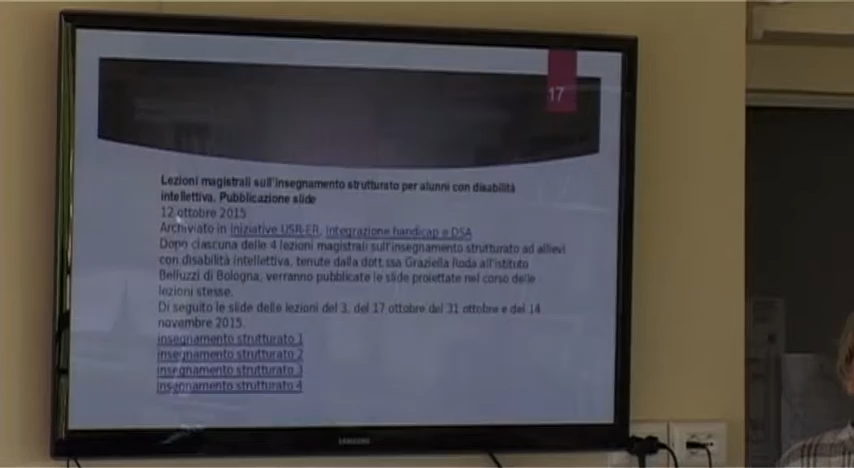 17
Lezioni magistrali sull'insegnamento strutturato per alunni con disabilità
intellettiva. Pubblicazione slide
12 ottobre 2015
Archiviato in Iniziative USR-ER, Integrazione handicap e DSA
Dopo ciascuna delle 4 lezioni magistrali sull'insegnamento strutturato ad allievi
con disabilità intellettiva, tenute dalla dott.ssa Graziella Roda all'istituto
Belluzzi di Bologna, verranno pubblicate le slide proiettate nel corso delle
lezioni stesse.
Di seguito le slide delle lezioni del 3, del 17 ottobre del 31 ottobre e del 14
novembre 2015.
insegnamento strutturato 1
insegnamento strutturato 2
insegnamento strutturato 3
insegnamento strutturato 4
SAMSUNG